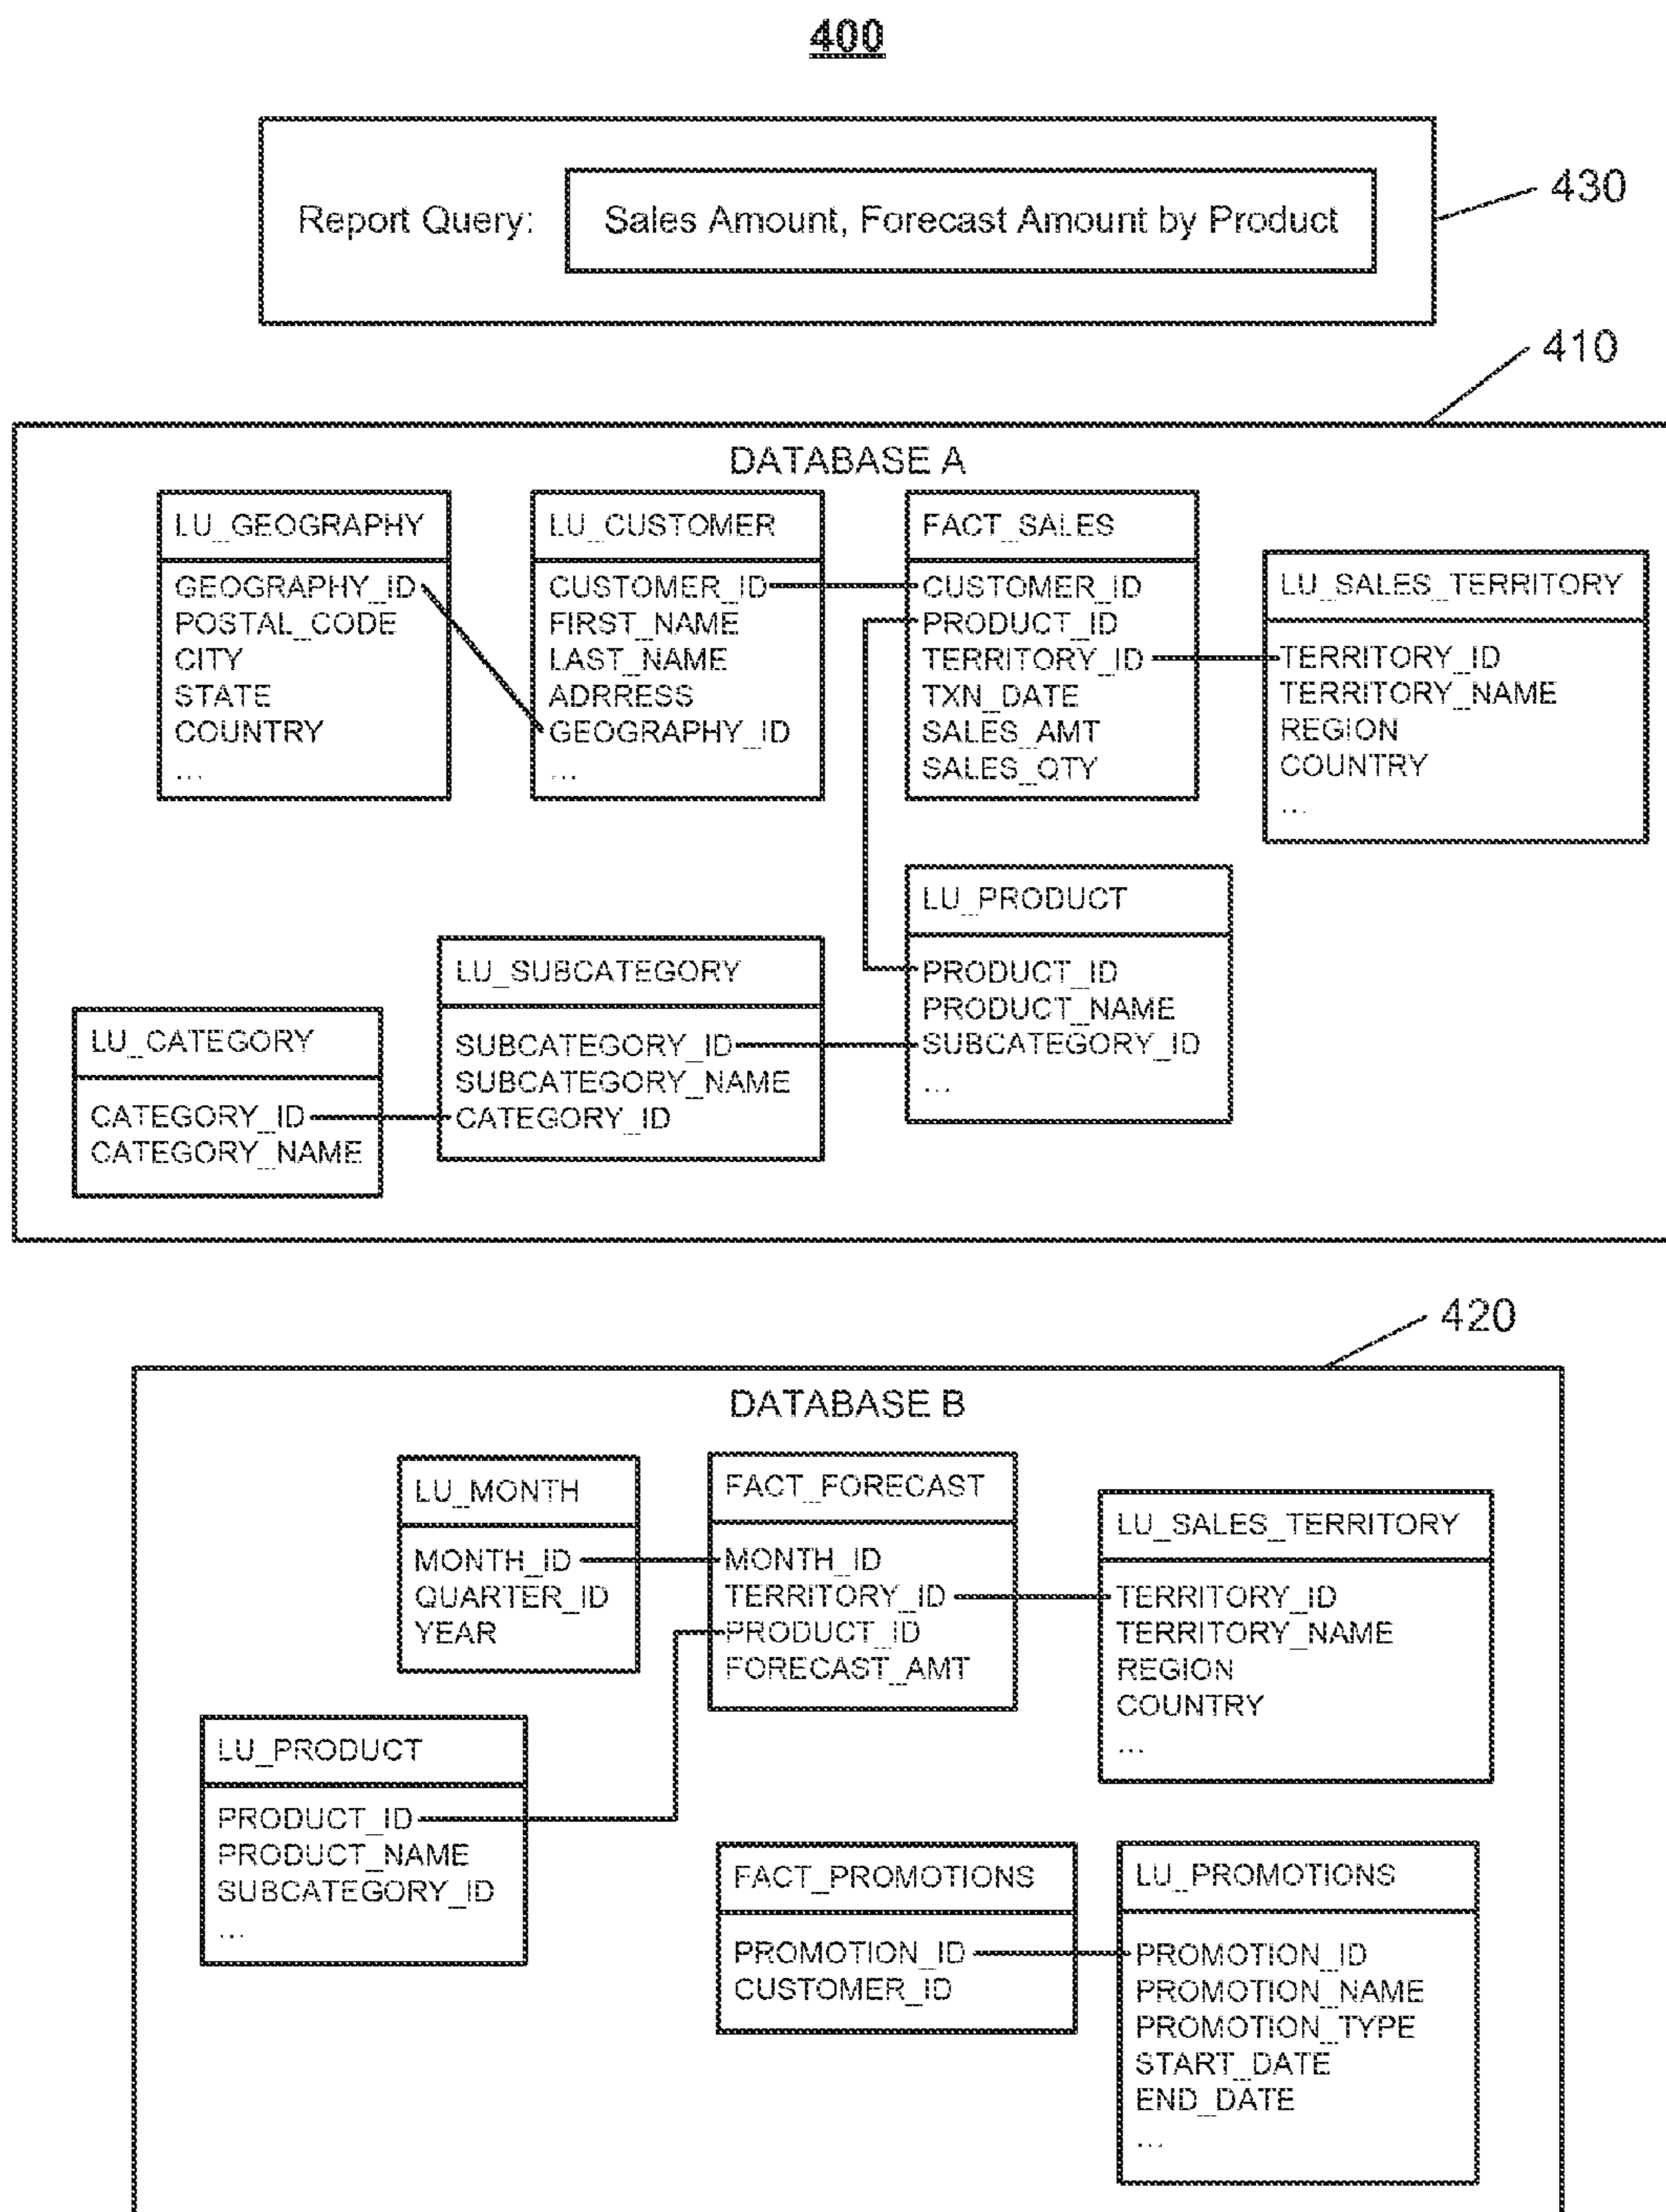 400
Report Query: Sales Amount, Forecast Amount by Product
430
410
DATABASE A
LU_GEOGRAPHY
GEOGRAPHY_ID
POSTAL_CODE
CITY
STATE
COUNTRY
...
LU_CUSTOMER
CUSTOMER_ID
FIRST_NAME
LAST_NAME
ADRRESS
GEOGRAPHY_ID
...
FACT_SALES
CUSTOMER_ID
PRODUCT_ID
TERRITORY_ID
TXN_DATE
SALES_AMT
SALES_QTY
LU_SALES_TERRITORY
TERRITORY_ID
TERRITORY_NAME
REGION
COUNTRY
...
LU_CATEGORY
CATEGORY_ID
CATEGORY_NAME
LU_SUBCATEGORY
SUBCATEGORY_ID
SUBCATEGORY_NAME
CATEGORY_ID
LU_PRODUCT
PRODUCT_ID
PRODUCT_NAME
SUBCATEGORY_ID
...
420
DATABASE B
LU_MONTH
MONTH_ID
QUARTER_ID
YEAR
FACT_FORECAST
MONTH_ID
TERRITORY_ID
PRODUCT_ID
FORECAST_AMT
LU_SALES_TERRITORY
TERRITORY_ID
TERRITORY_NAME
REGION
COUNTRY
...
LU_PRODUCT
PRODUCT_ID
PRODUCT_NAME
SUBCATEGORY_ID
...
FACT_PROMOTIONS
PROMOTION_ID
CUSTOMER_ID
LU_PROMOTIONS
PROMOTION_ID
PROMOTION_NAME
PROMOTION_TYPE
START_DATE
END_DATE
...